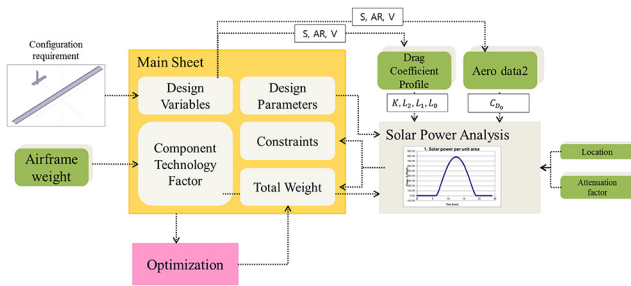 S, AR, V
S, AR, V
Configuration
requirement
Main Sheet
Design
Variables
Design
Parameters
Drag
Coefficient
Profile
Aero data2
K, L₂, L₁, L₀
C_D₀
Airframe
weight
Component
Technology
Factor
Constraints
Total Weight
Solar Power Analysis
1. Solar power per unit area
Location
Attenuation
factor
Optimization